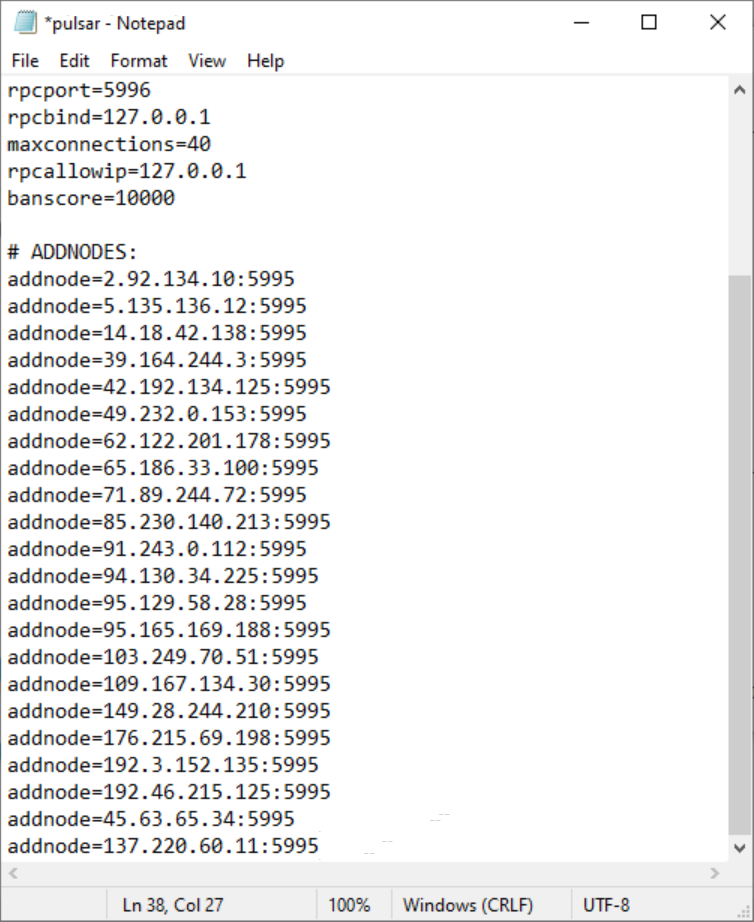 *pulsar - Notepad
File Edit Format View Help
rpcport=5996
rpcbind=127.0.0.1
maxconnections=40
rpcallowip=127.0.0.1
banscore=10000

# ADDNODES:
addnode=2.92.134.10:5995
addnode=5.135.136.12:5995
addnode=14.18.42.138:5995
addnode=39.164.244.3:5995
addnode=42.192.134.125:5995
addnode=49.232.0.153:5995
addnode=62.122.201.178:5995
addnode=65.186.33.100:5995
addnode=71.89.244.72:5995
addnode=85.230.140.213:5995
addnode=91.243.0.112:5995
addnode=94.130.34.225:5995
addnode=95.129.58.28:5995
addnode=95.165.169.188:5995
addnode=103.249.70.51:5995
addnode=109.167.134.30:5995
addnode=149.28.244.210:5995
addnode=176.215.69.198:5995
addnode=192.3.152.135:5995
addnode=192.46.215.125:5995
addnode=45.63.65.34:5995
addnode=137.220.60.11:5995
Ln 38, Col 27 100% Windows (CRLF) UTF-8